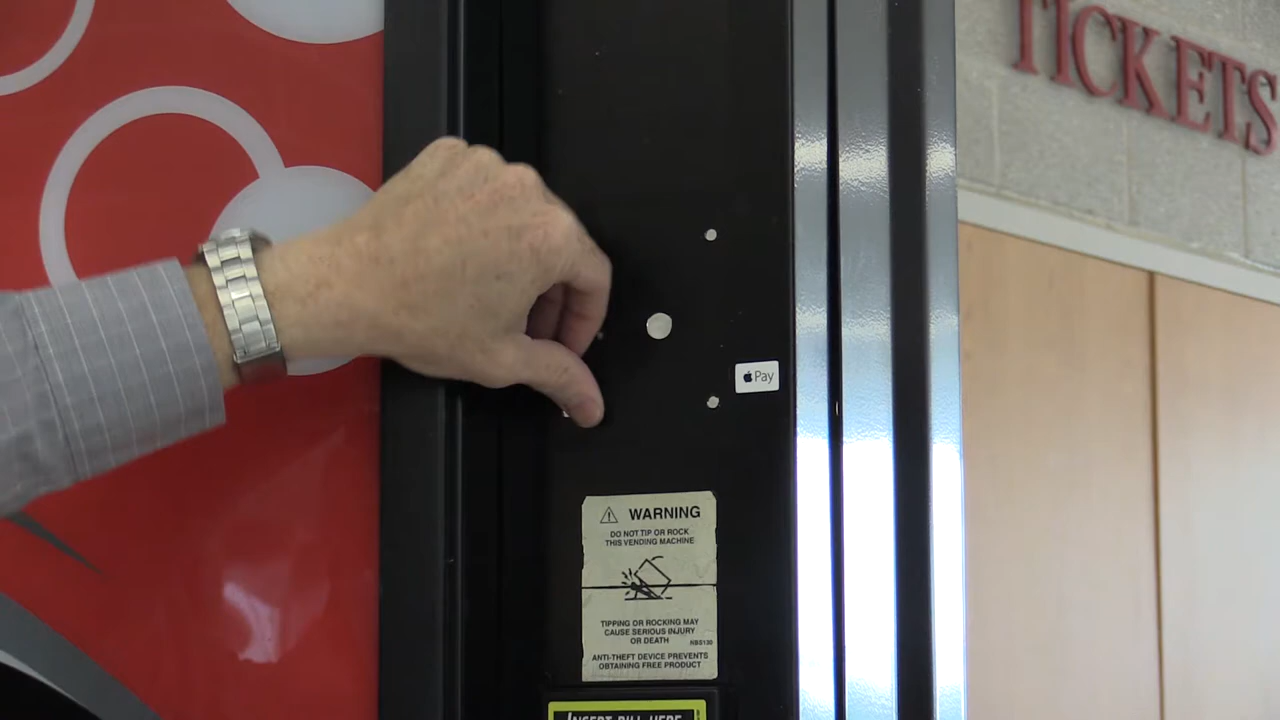 TICKETS
Pay
WARNING
DO NOT TIP OR ROCK
THIS VENDING MACHINE
TIPPING OR ROCKING MAY
CAUSE SERIOUS INJURY
OR DEATH
NBS130
ANTI-THEFT DEVICE PREVENTS
OBTAINING FREE PRODUCT
INSERT BILL HERE